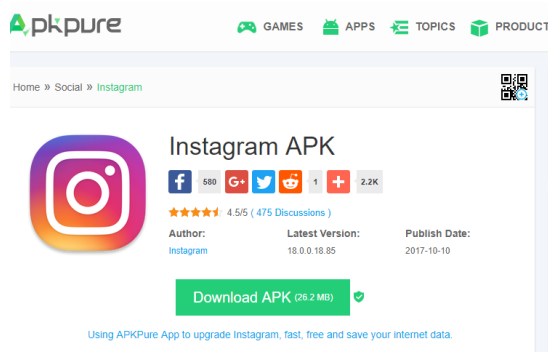 Apkpure GAMES APPS TOPICS PRODUCT
Home » Social » Instagram
Instagram APK
f 580 G+ 1 + 2.2K
4.5/5 ( 475 Discussions )
Author: Latest Version: Publish Date:
Instagram 18.0.0.18.85 2017-10-10
Download APK (26.2 MB)
Using APKPure App to upgrade Instagram, fast, free and save your internet data.